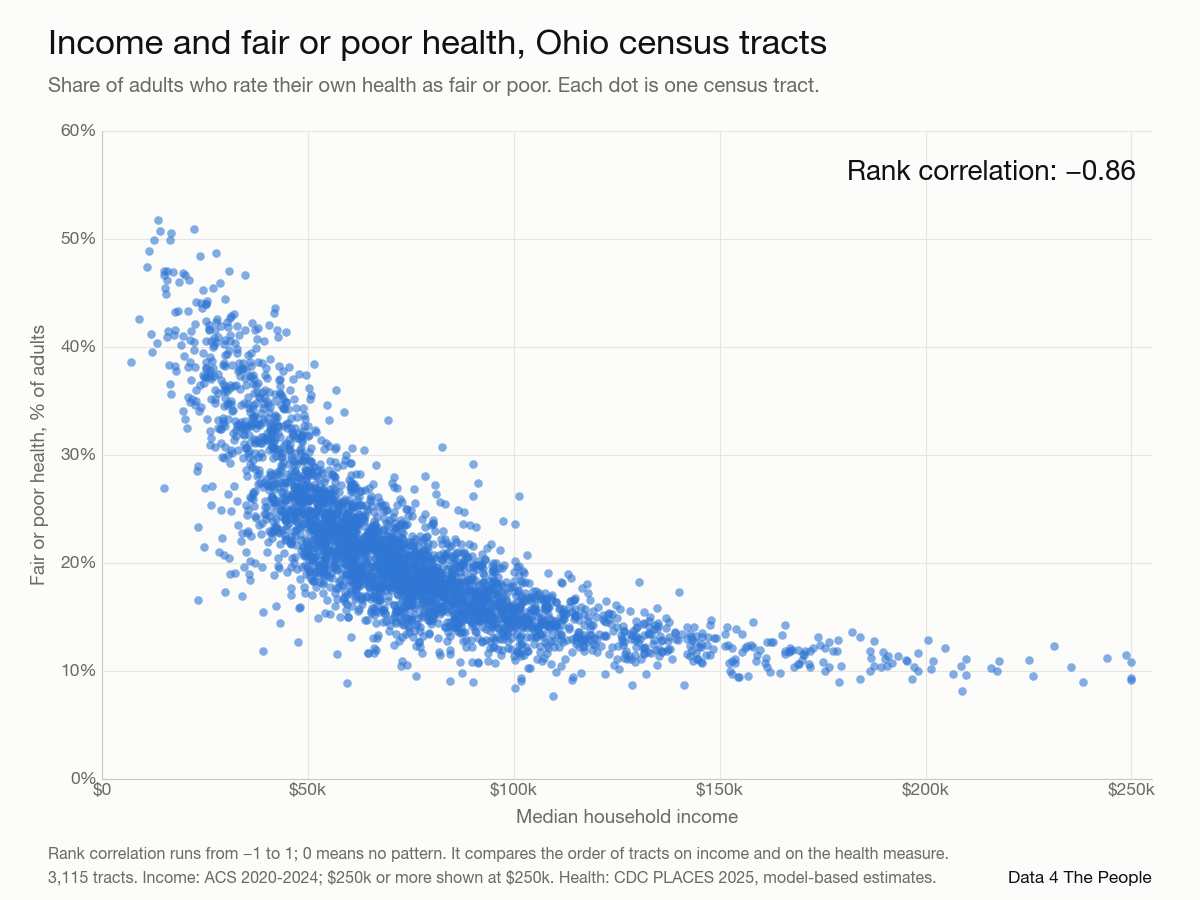 Income and fair or poor health, Ohio census tracts
Share of adults who rate their own health as fair or poor. Each dot is one census tract.
60%
Rank correlation: −0.86
50%
40%
30%
20%
10%
0%
Fair or poor health, % of adults
$0
$50k
$100k
$150k
$200k
$250k
Median household income
Rank correlation runs from −1 to 1; 0 means no pattern. It compares the order of tracts on income and on the health measure.
3,115 tracts. Income: ACS 2020-2024; $250k or more shown at $250k. Health: CDC PLACES 2025, model-based estimates.
Data 4 The People